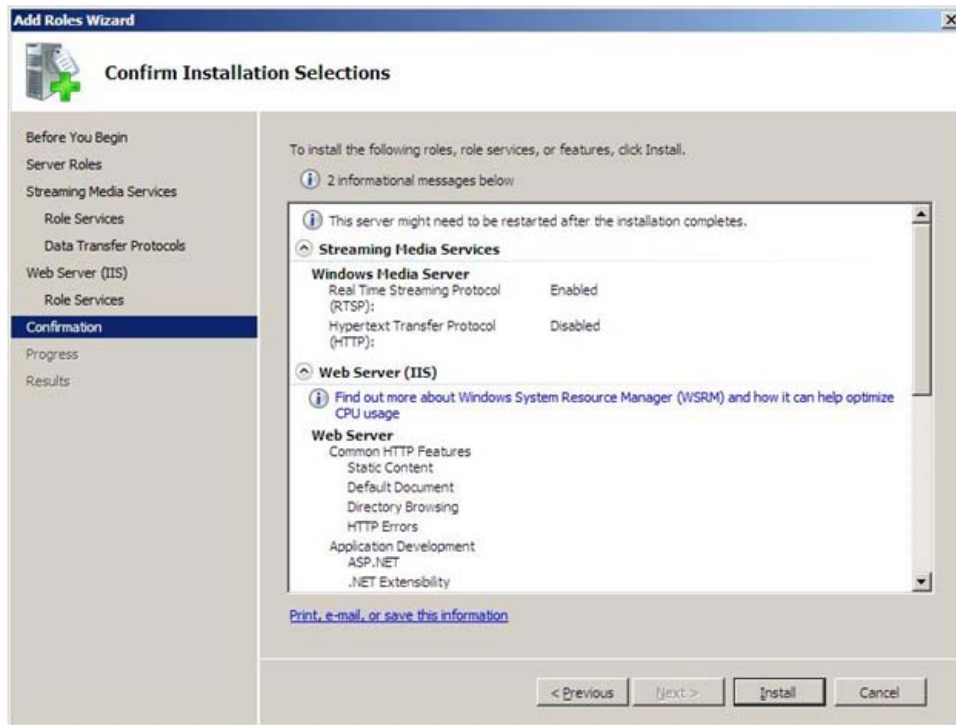 Add Roles Wizard
Confirm Installation Selections
Before You Begin
Server Roles
Streaming Media Services
Role Services
Data Transfer Protocols
Web Server (IIS)
Role Services
Confirmation
Progress
Results
To install the following roles, role services, or features, click Install.
2 informational messages below
This server might need to be restarted after the installation completes.
Streaming Media Services
Windows Media Server
Real Time Streaming Protocol Enabled
(RTSP):
Hypertext Transfer Protocol Disabled
(HTTP):
Web Server (IIS)
Find out more about Windows System Resource Manager (WSRM) and how it can help optimize
CPU usage
Web Server
Common HTTP Features
Static Content
Default Document
Directory Browsing
HTTP Errors
Application Development
ASP.NET
.NET Extensibility
Print, e-mail, or save this information
< Previous Next > Install Cancel